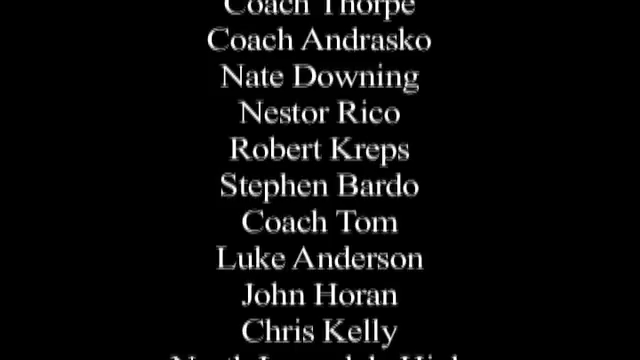 Coach Thorpe
Coach Andrasko
Nate Downing
Nestor Rico
Robert Kreps
Stephen Bardo
Coach Tom
Luke Anderson
John Horan
Chris Kelly
North